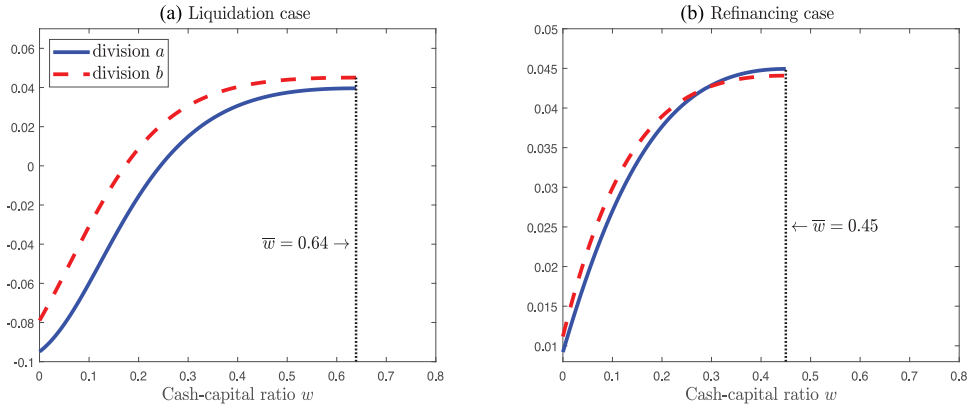 (a) Liquidation case
0.06
0.04
0.02
0
-0.02
-0.04
-0.06
-0.08
-0.1
division a
division b
w̅ = 0.64 →
0 0.1 0.2 0.3 0.4 0.5 0.6 0.7 0.8
Cash-capital ratio w
(b) Refinancing case
0.05
0.045
0.04
0.035
0.03
0.025
0.02
0.015
0.01
← w̅ = 0.45
0 0.1 0.2 0.3 0.4 0.5 0.6 0.7 0.8
Cash-capital ratio w